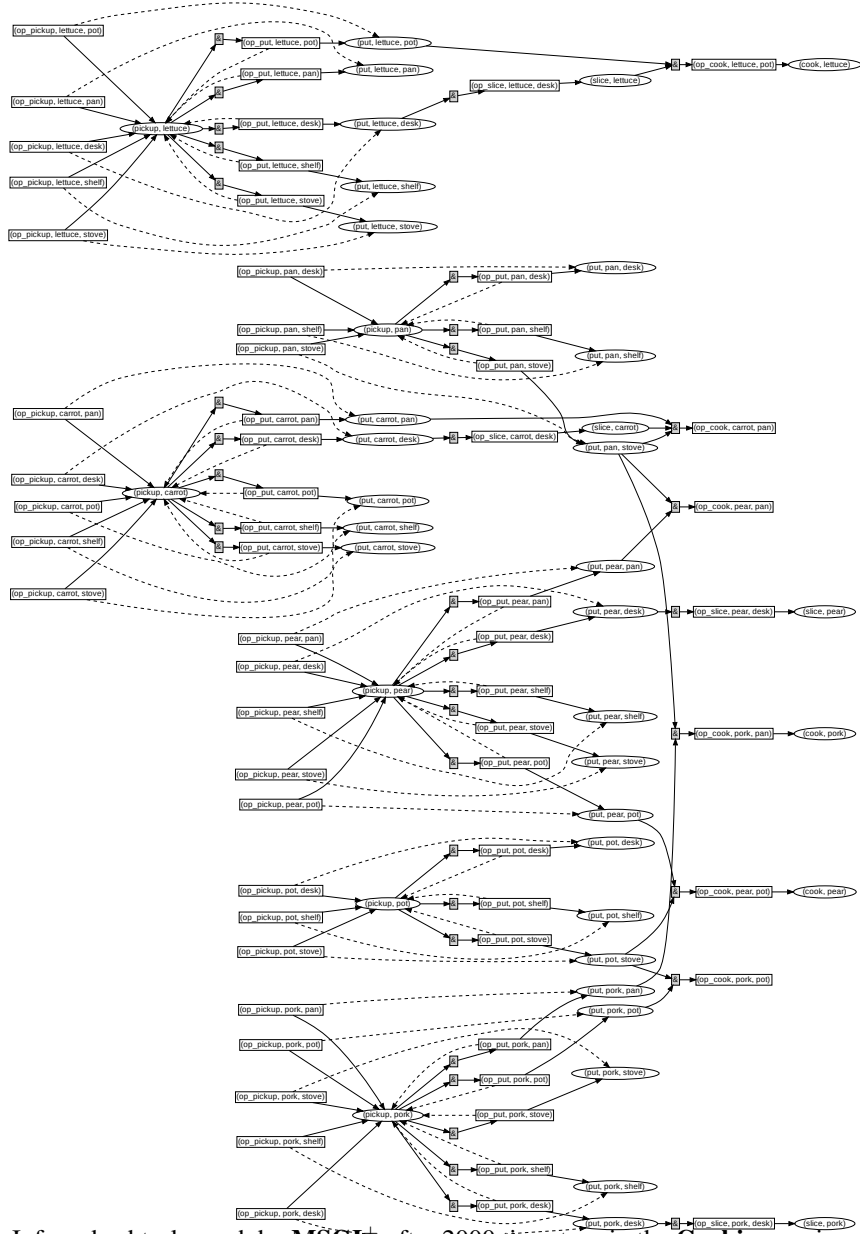 (op_pickup, lettuce, pot)
&
(op_put, lettuce, pot)
(put, lettuce, pot)
(put, lettuce, pan)
(op_put, lettuce, pan)
&
&
(op_cook, lettuce, pot)
(cook, lettuce)
(slice, lettuce)
(op_slice, lettuce, desk)
&
(op_pickup, lettuce, pan)
(pickup, lettuce)
&
(op_put, lettuce, desk)
(put, lettuce, desk)
(op_pickup, lettuce, desk)
&
(op_put, lettuce, shelf)
(op_pickup, lettuce, shelf)
&
(put, lettuce, shelf)
(op_put, lettuce, stove)
(put, lettuce, stove)
(op_pickup, lettuce, stove)
(op_pickup, pan, desk)
&
(op_put, pan, desk)
(put, pan, desk)
(op_pickup, pan, shelf)
(pickup, pan)
&
(op_put, pan, shelf)
(op_pickup, pan, stove)
&
(put, pan, shelf)
(op_put, pan, stove)
&
(op_pickup, carrot, pan)
(op_put, carrot, pan)
(put, carrot, pan)
(slice, carrot)
&
(op_cook, carrot, pan)
&
(op_put, carrot, desk)
(put, carrot, desk)
&
(op_slice, carrot, desk)
(put, pan, stove)
(op_pickup, carrot, desk)
&
(pickup, carrot)
(op_put, carrot, pot)
(put, carrot, pot)
(op_pickup, carrot, pot)
&
(op_cook, pear, pan)
&
(op_put, carrot, shelf)
(put, carrot, shelf)
(op_pickup, carrot, shelf)
&
(op_put, carrot, stove)
(put, carrot, stove)
(put, pear, pan)
(op_pickup, carrot, stove)
&
(op_put, pear, pan)
(put, pear, desk)
&
(op_slice, pear, desk)
(slice, pear)
(op_pickup, pear, pan)
(op_put, pear, desk)
&
(op_pickup, pear, desk)
(pickup, pear)
&
(op_put, pear, shelf)
(op_pickup, pear, shelf)
&
(put, pear, shelf)
(op_put, pear, stove)
&
(op_cook, pork, pan)
(cook, pork)
&
(op_put, pear, pot)
(put, pear, stove)
(op_pickup, pear, stove)
(op_pickup, pear, pot)
(put, pear, pot)
(put, pot, desk)
&
(op_put, pot, desk)
(op_pickup, pot, desk)
&
(op_cook, pear, pot)
(cook, pear)
(pickup, pot)
&
(op_put, pot, shelf)
(op_pickup, pot, shelf)
(put, pot, shelf)
&
(op_put, pot, stove)
(op_pickup, pot, stove)
(put, pot, stove)
&
(op_cook, pork, pot)
(put, pork, pan)
(op_pickup, pork, pan)
(put, pork, pot)
(op_pickup, pork, pot)
(op_put, pork, pan)
&
&
(op_put, pork, pot)
(put, pork, stove)
(op_pickup, pork, stove)
(pickup, pork)
(op_put, pork, stove)
&
(op_pickup, pork, shelf)
&
(op_put, pork, shelf)
(put, pork, shelf)
&
(op_put, pork, desk)
(op_pickup, pork, desk)
(put, pork, desk)
&
(op_slice, pork, desk)
(slice, pork)